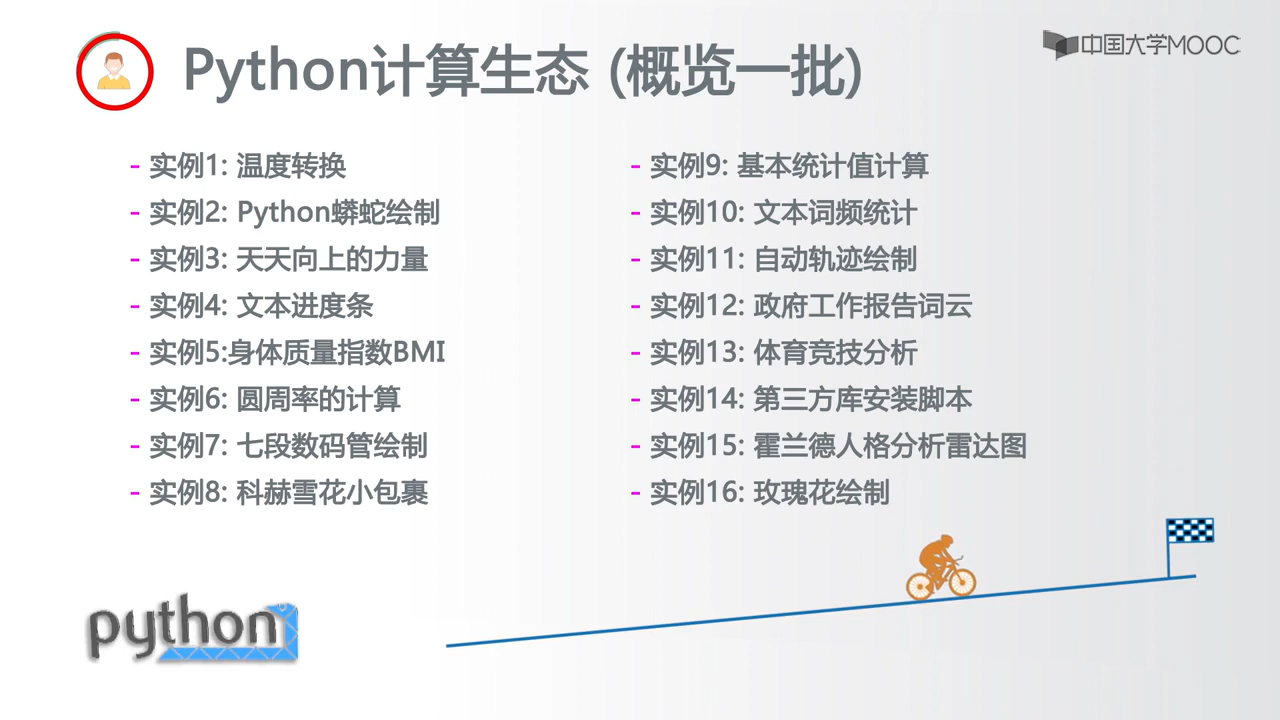 Python计算生态 (概览一批)
中国大学MOOC
- 实例1: 温度转换
- 实例2: Python蟒蛇绘制
- 实例3: 天天向上的力量
- 实例4: 文本进度条
- 实例5:身体质量指数BMI
- 实例6: 圆周率的计算
- 实例7: 七段数码管绘制
- 实例8: 科赫雪花小包裹
- 实例9: 基本统计值计算
- 实例10: 文本词频统计
- 实例11: 自动轨迹绘制
- 实例12: 政府工作报告词云
- 实例13: 体育竞技分析
- 实例14: 第三方库安装脚本
- 实例15: 霍兰德人格分析雷达图
- 实例16: 玫瑰花绘制
python